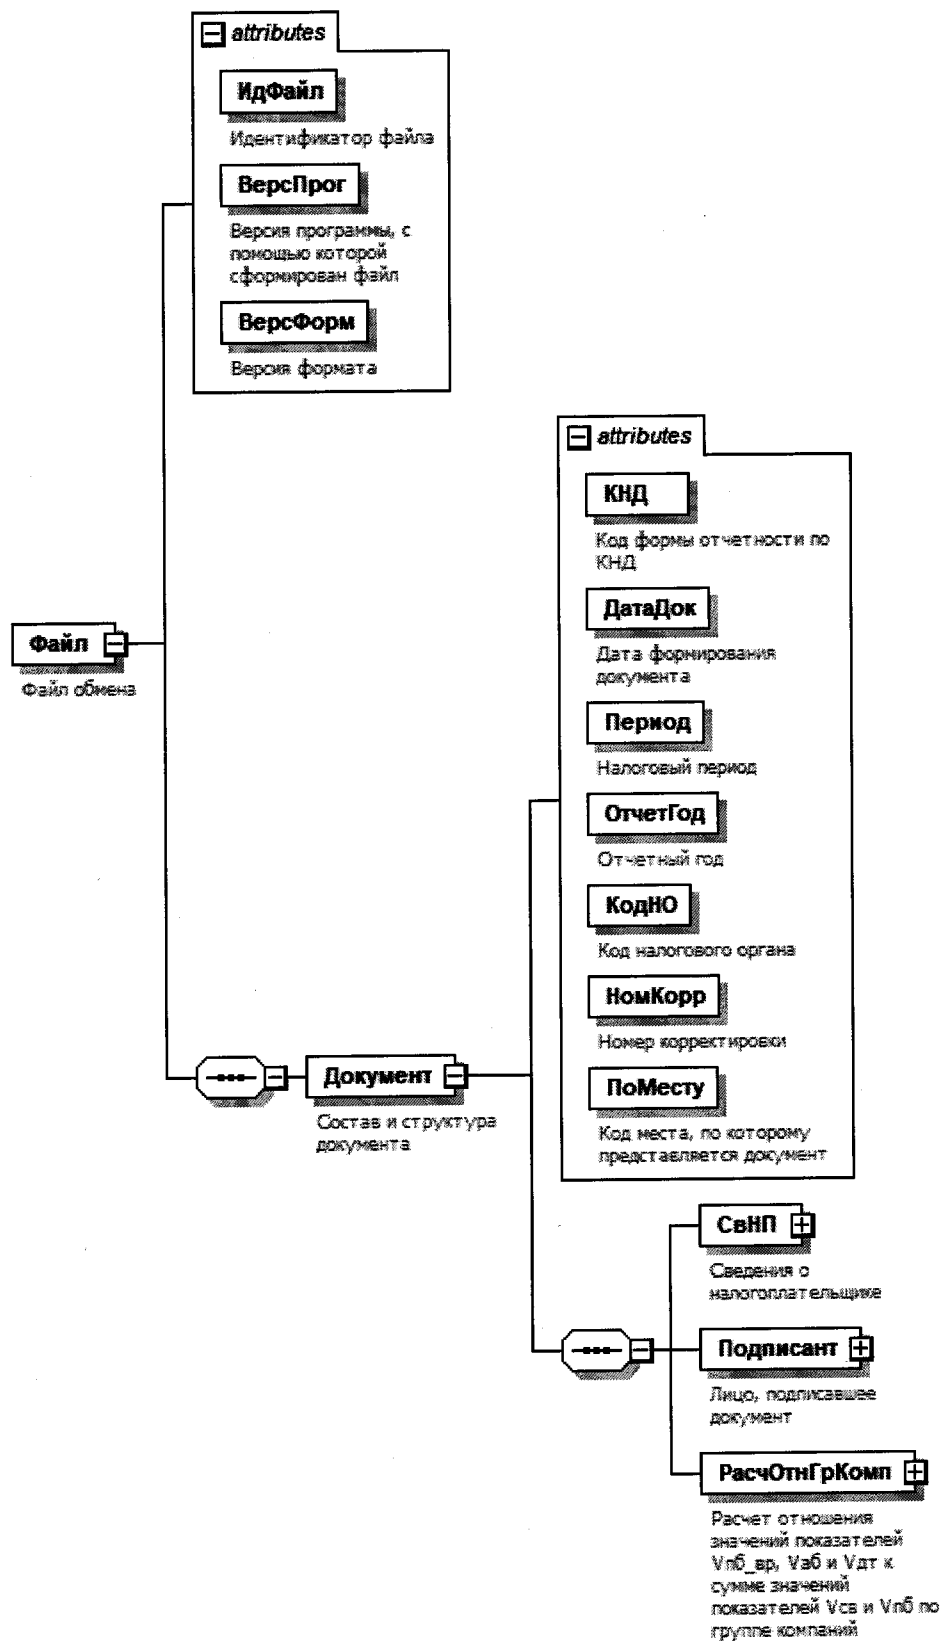 attributes
ИдФайл
Идентификатор файла
ВерсПрог
Версия программы, с
помощью которой
сформирован файл
ВерсФорм
Версия формата
attributes
КНД
Код формы отчетности по
КНД
ДатаДок
Дата формирования
документа
Период
Налоговый период
ОтчетГод
Отчетный год
КодНО
Код налогового органа
НомКорр
Номер корректировки
ПоМесту
Код места, по которому
представляется документ
Файл
Файл обмена
Документ
Состав и структура
документа
СвНП
Сведения о
налогоплательщике
Подписант
Лицо, подписавшее
документ
РасчОтнГрКомп
Расчет отношения
значений показателей
Vпб_вр, Vаб и Vдт к
сумме значений
показателей Vсв и Vпб по
группе компаний